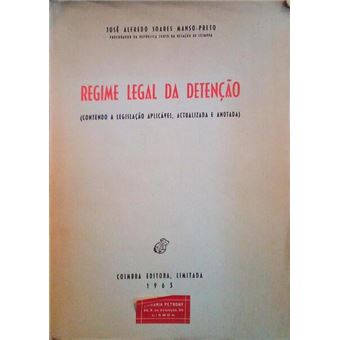 JOSÉ ALFREDO SOARES MANSO-PRETO
PROCURADOR DA REPÚBLICA JUNTO DA RELAÇÃO DE COIMBRA
REGIME LEGAL DA DETENÇÃO
(CONTENDO A LEGISLAÇÃO APLICÁVEL, ACTUALIZADA E ANOTADA)
COIMBRA EDITORA, LIMITADA
1963
RARIA PETRONY
LISBOA